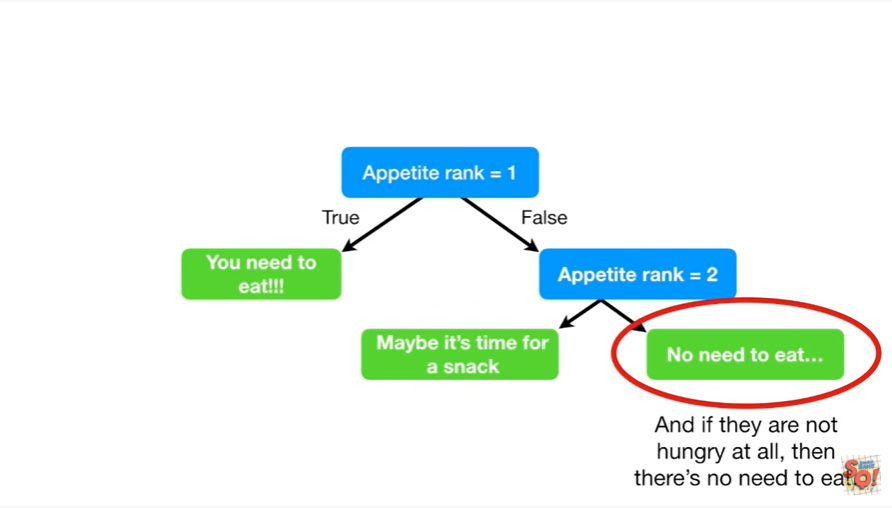 Appetite rank = 1
True
False
You need to
eat!!!
Appetite rank = 2
Maybe it's time for
a snack
No need to eat...
And if they are not
hungry at all, then
there's no need to
SO!